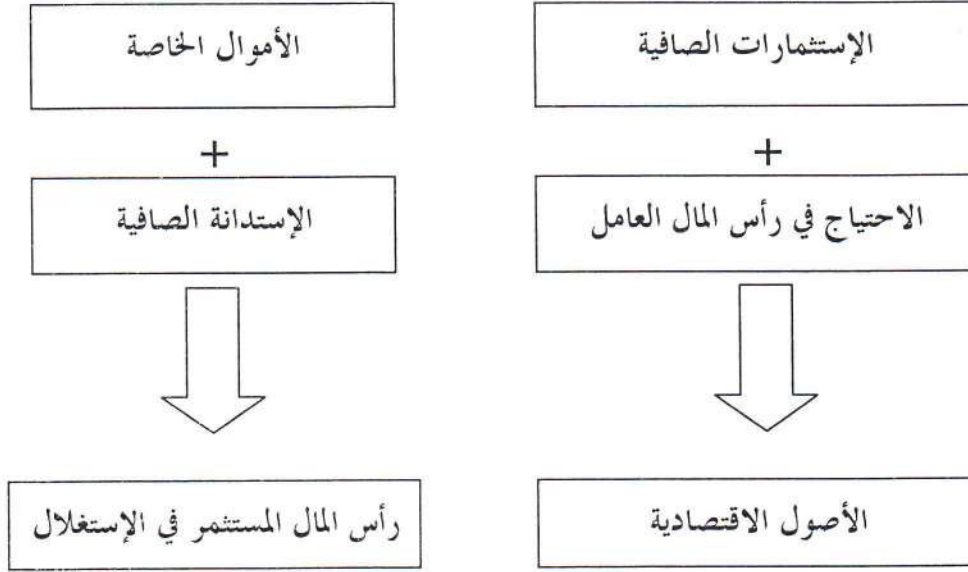 الإستثمارات الصافية
الأموال الخاصة
+
+
الاحتياج في رأس المال العامل
الإستدانة الصافية
الأصول الاقتصادية
رأس المال المستثمر في الإستغلال